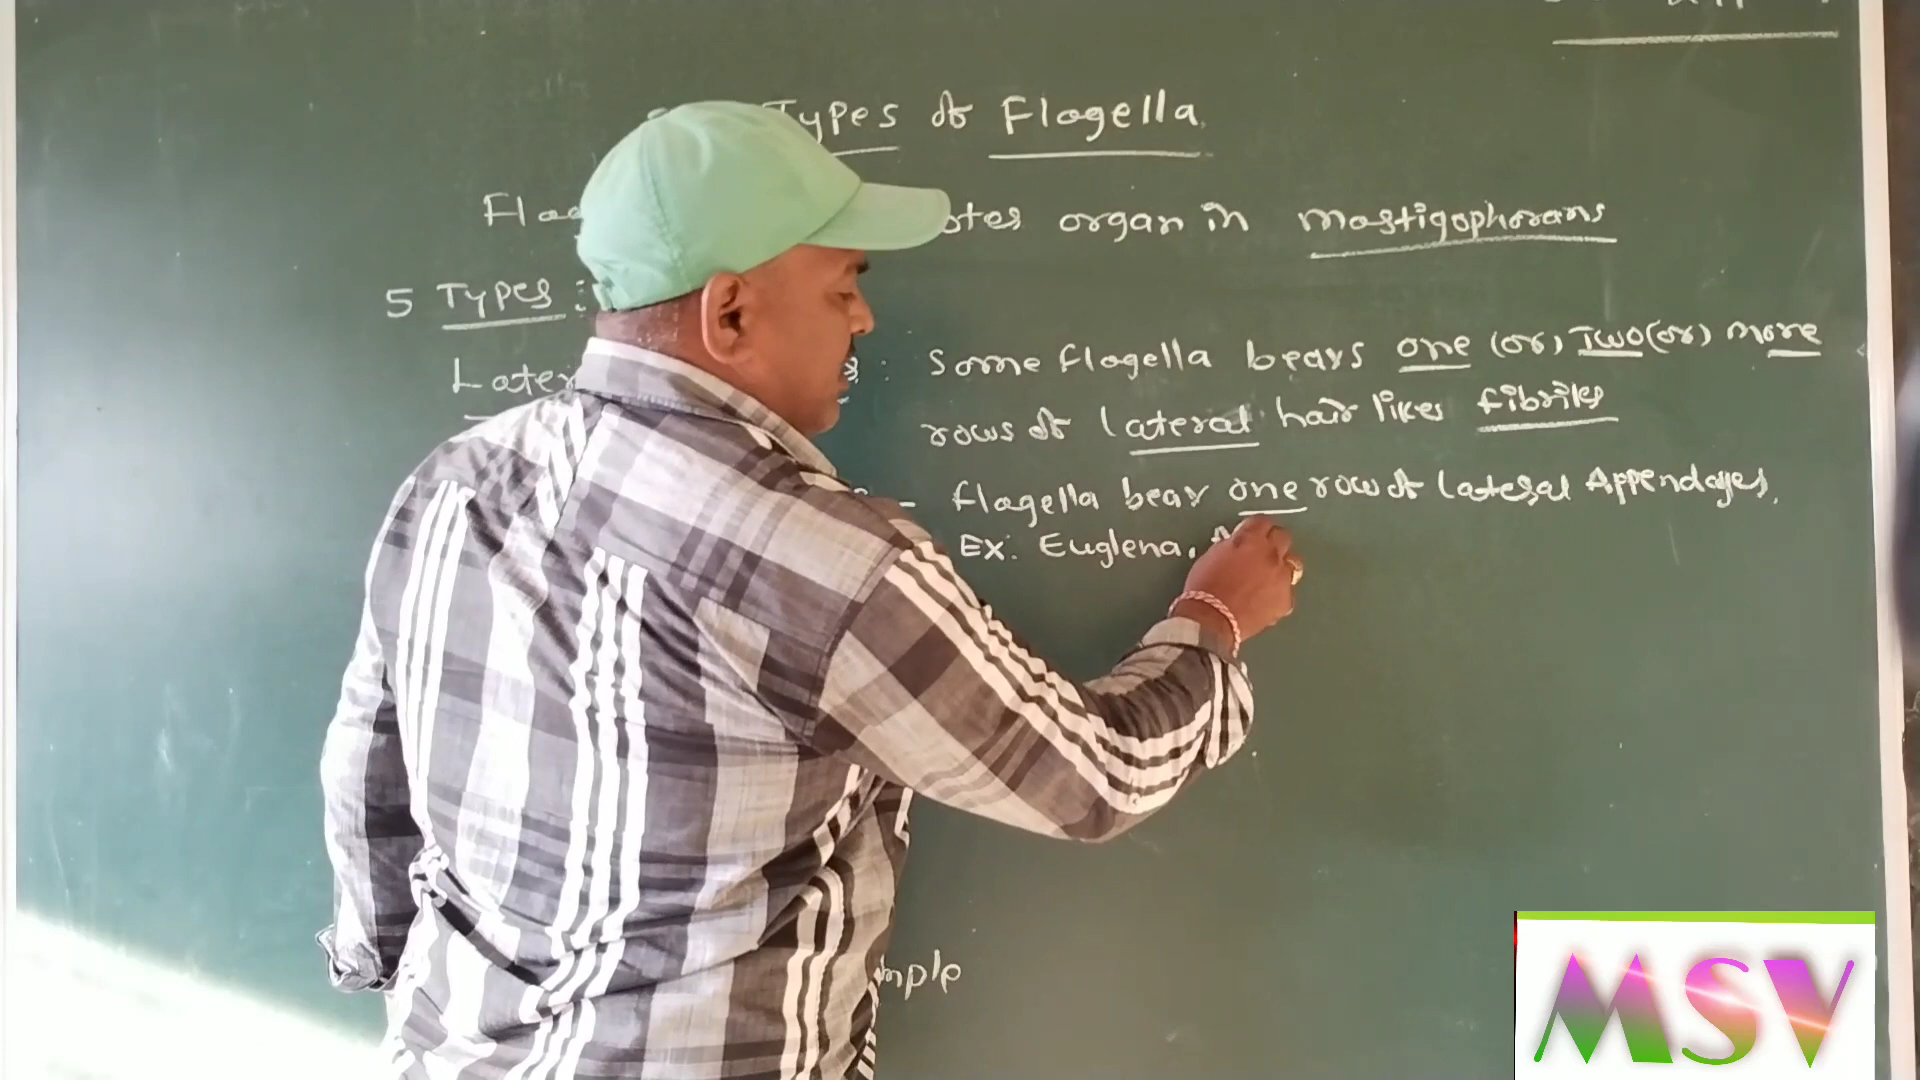 Types of Flagella
Flag otes organ in mastigophorans
5 Types :
Later s : Some flagella bears one (or) Two (or) more
rows of lateral hair likes fibrils
- flagella bear one row of lateral Appendages.
Ex: Euglena,
mple
MSV